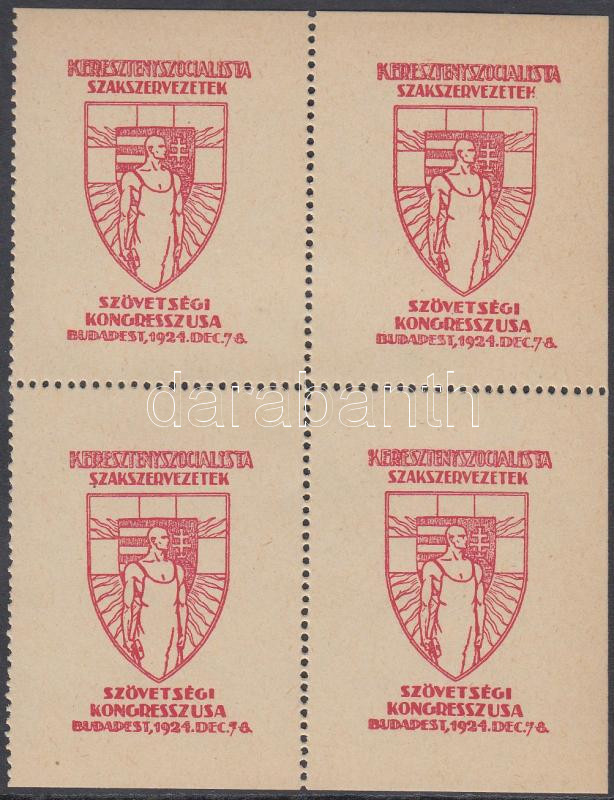 KERESZTÉNYSZOCIALISTA
SZAKSZERVEZETEK
SZÖVETSÉGI
KONGRESSZUSA
BUDAPEST, 1924. DEC. 7-8.
KERESZTÉNYSZOCIALISTA
SZAKSZERVEZETEK
SZÖVETSÉGI
KONGRESSZUSA
BUDAPEST, 1924. DEC. 7-8.
darabanth
KERESZTÉNYSZOCIALISTA
SZAKSZERVEZETEK
SZÖVETSÉGI
KONGRESSZUSA
BUDAPEST, 1924. DEC. 7-8.
KERESZTÉNYSZOCIALISTA
SZAKSZERVEZETEK
SZÖVETSÉGI
KONGRESSZUSA
BUDAPEST, 1924. DEC. 7-8.